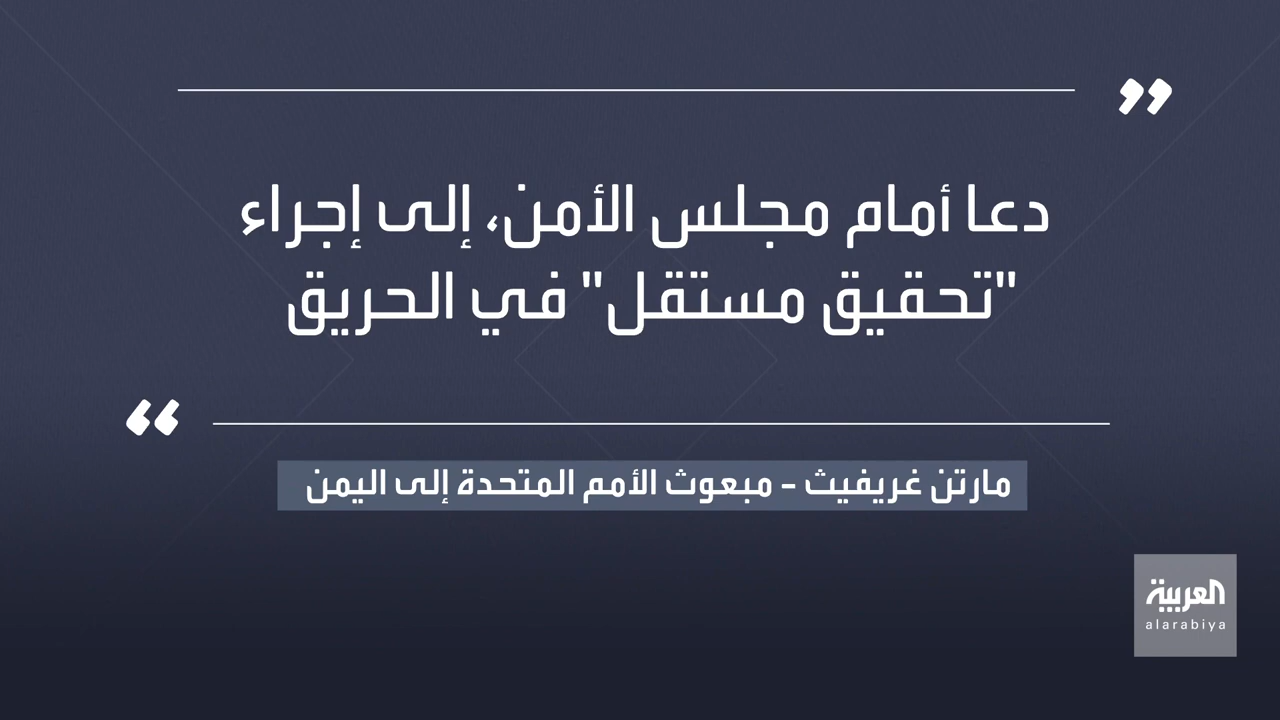 دعا أمام مجلس الأمن، إلى إجراء
"تحقيق مستقل" في الحريق
مارتن غريفيث - مبعوث الأمم المتحدة إلى اليمن
العربية
alarabiya